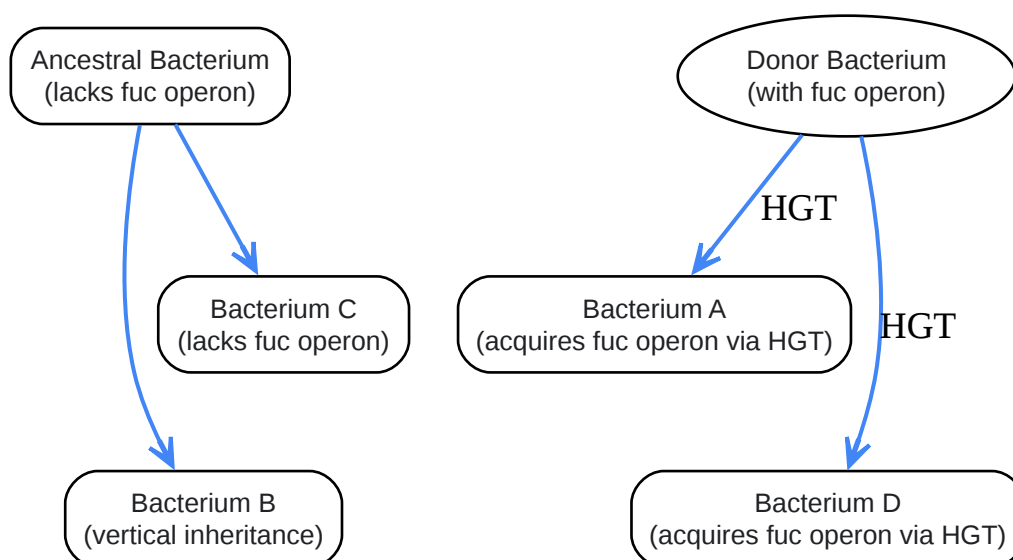 Ancestral Bacterium
(lacks fuc operon)
Donor Bacterium
(with fuc operon)
HGT
Bacterium C
(lacks fuc operon)
Bacterium A
(acquires fuc operon via HGT)
HGT
Bacterium B
(vertical inheritance)
Bacterium D
(acquires fuc operon via HGT)